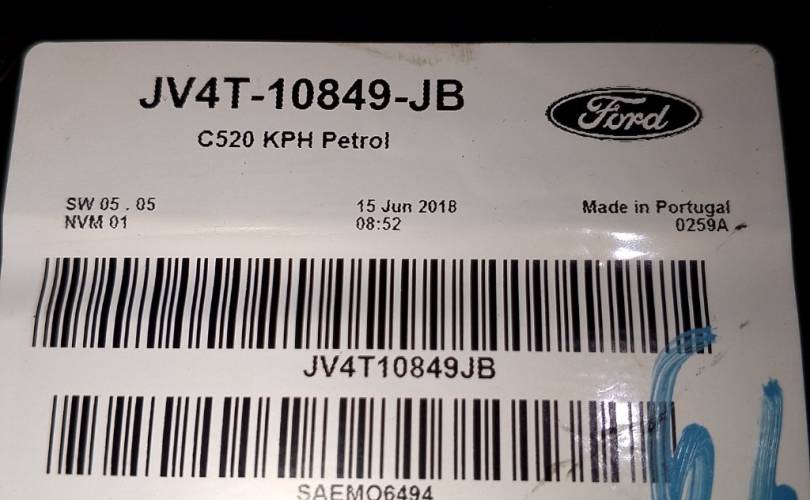 JV4T-10849-JB
Ford
C520 KPH Petrol
SW 05 . 05
15 Jun 2018
Made in Portugal
NVM 01
08:52
0259A
JV4T10849JB
SAEMO6494